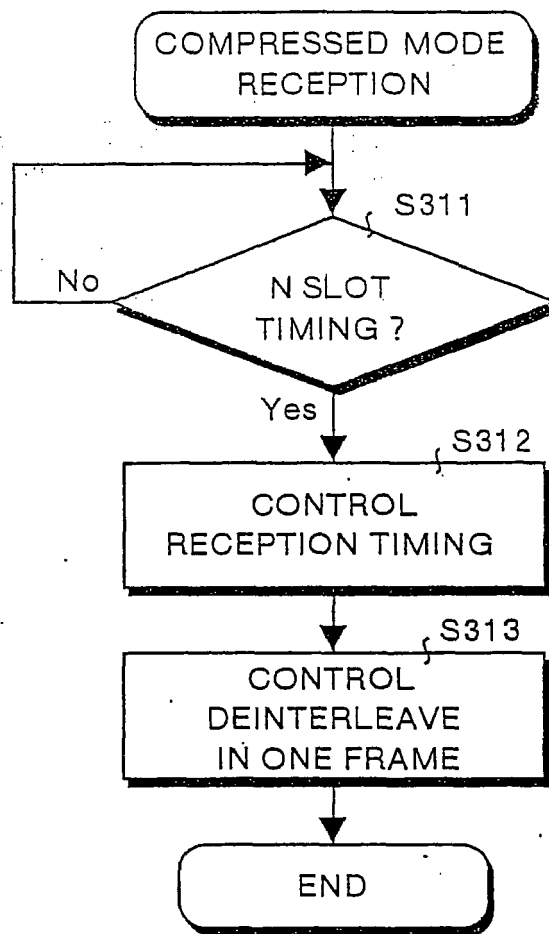 COMPRESSED MODE
RECEPTION
S311
No
N SLOT
TIMING ?
Yes
S312
CONTROL
RECEPTION TIMING
S313
CONTROL
DEINTERLEAVE
IN ONE FRAME
END